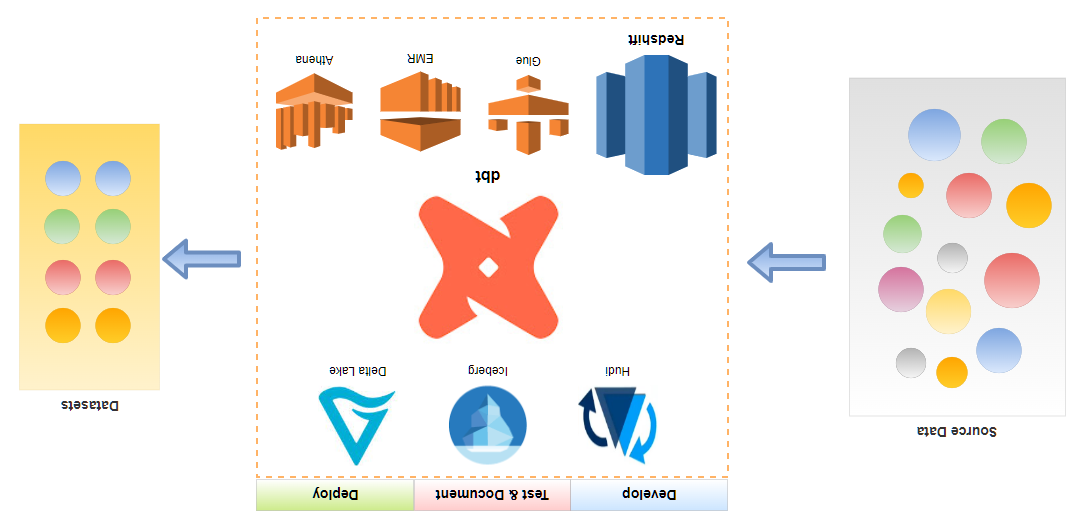 Develop
Test & Document
Deploy
Source Data
Hudi
Iceberg
Delta Lake
dbt
Redshift
Glue
EMR
Athena
Datasets